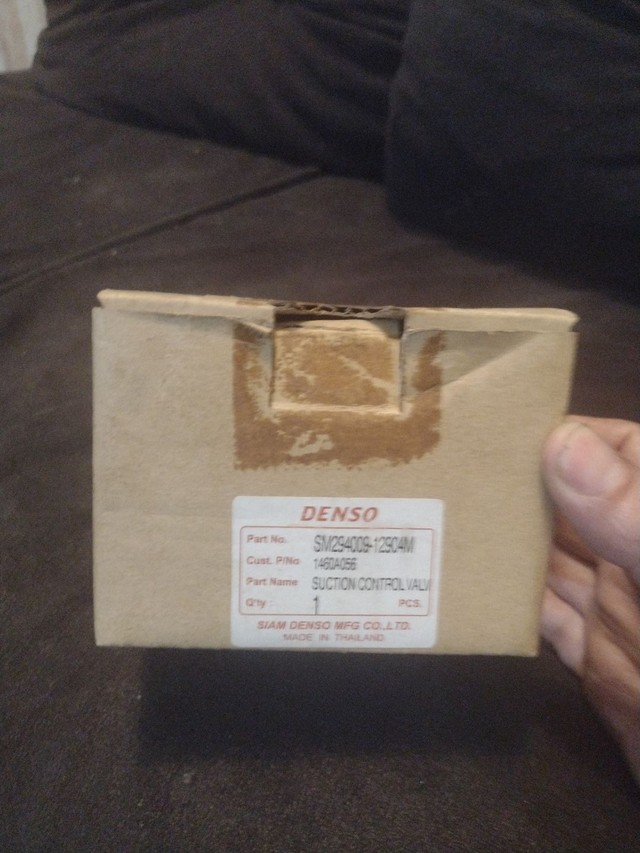 DENSO
Part No. SM294009-12904M
Cust. P/No 1460A056
Part Name SUCTION CONTROL VALV
Q'ty : 1 PCS.
SIAM DENSO MFG CO.,LTD.
MADE IN THAILAND